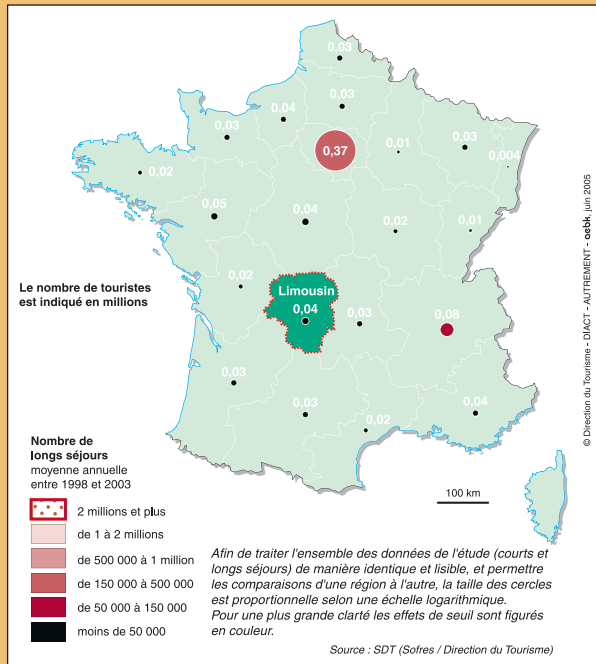 0,03
0,03
0,04
0,03
0,37
0,01
0,03
0,004
0,02
0,05
0,04
0,02
0,01
Le nombre de touristes
est indiqué en millions
0,02
Limousin
0,04
0,03
0,08
0,03
0,03
0,02
0,04
100 km
Nombre de
longs séjours
moyenne annuelle
entre 1998 et 2003
2 millions et plus
de 1 à 2 millions
de 500 000 à 1 million
de 150 000 à 500 000
de 50 000 à 150 000
moins de 50 000
Afin de traiter l'ensemble des données de l'étude (courts et
longs séjours) de manière identique et lisible, et permettre
les comparaisons d'une région à l'autre, la taille des cercles
est proportionnelle selon une échelle logarithmique.
Pour une plus grande clarté les effets de seuil sont figurés
en couleur.
Source : SDT (Sofres / Direction du Tourisme)
© Direction du Tourisme - DIACT - AUTREMENT - oebk, juin 2005